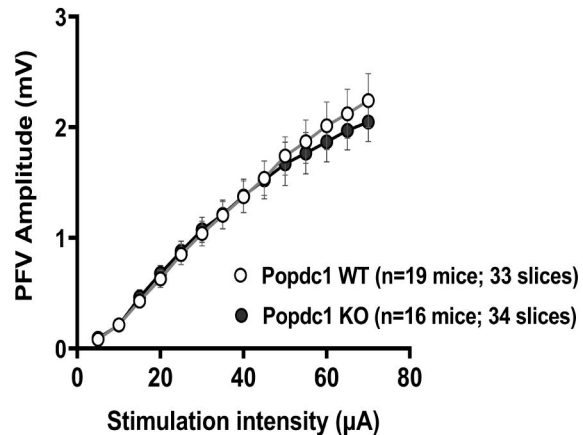 3
2
1
0
PFV Amplitude (mV)
Popdc1 WT (n=19 mice; 33 slices)
Popdc1 KO (n=16 mice; 34 slices)
0 20 40 60 80
Stimulation intensity (µA)